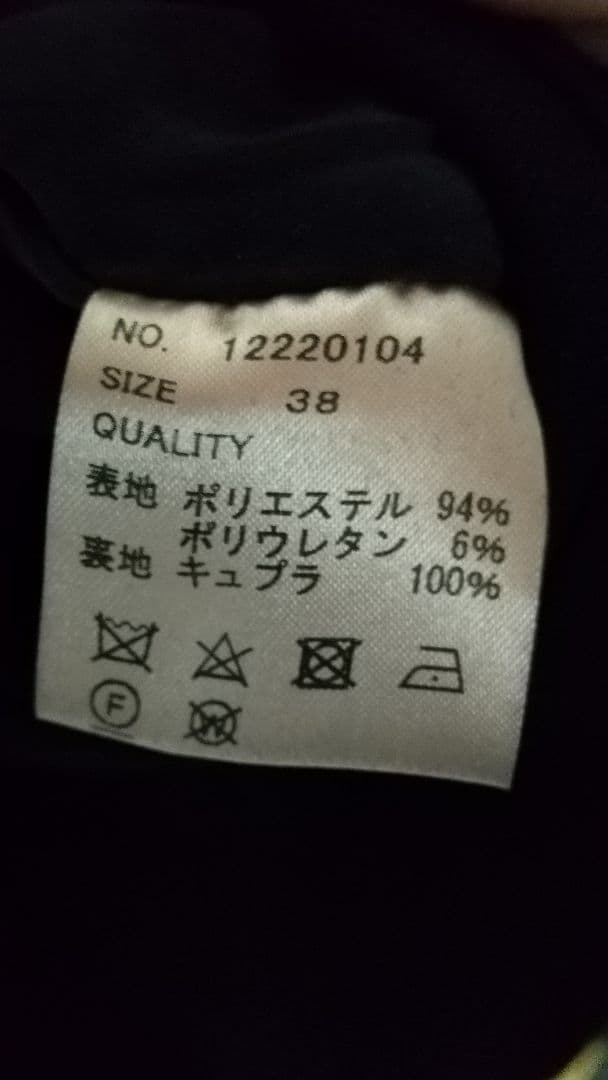 NO. 12220104
SIZE 38
QUALITY
表地 ポリエステル 94%
ポリウレタン 6%
裏地 キュプラ 100%
F W